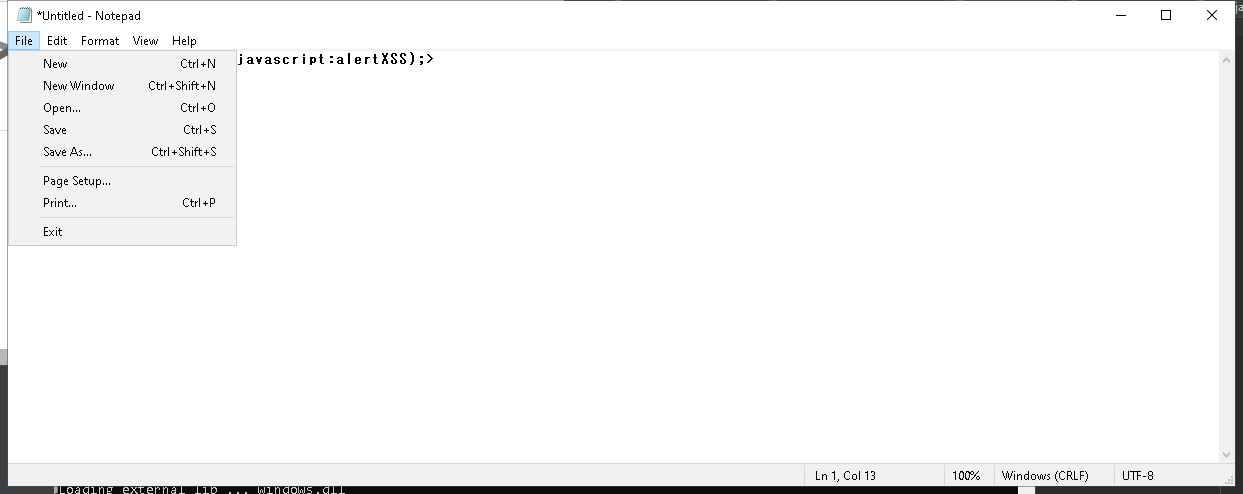 *Untitled - Notepad
File Edit Format View Help
javascript:alertXSS);>
New Ctrl+N
New Window Ctrl+Shift+N
Open... Ctrl+O
Save Ctrl+S
Save As... Ctrl+Shift+S
Page Setup...
Print... Ctrl+P
Exit
Ln 1, Col 13 100% Windows (CRLF) UTF-8
Loading external lib ... windows.dll